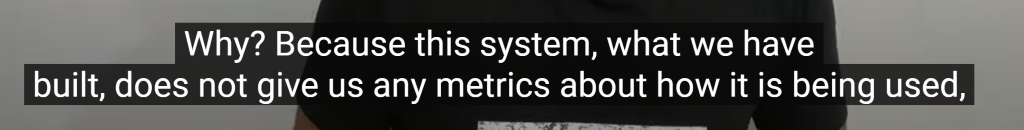 Why? Because this system, what we have
built, does not give us any metrics about how it is being used,